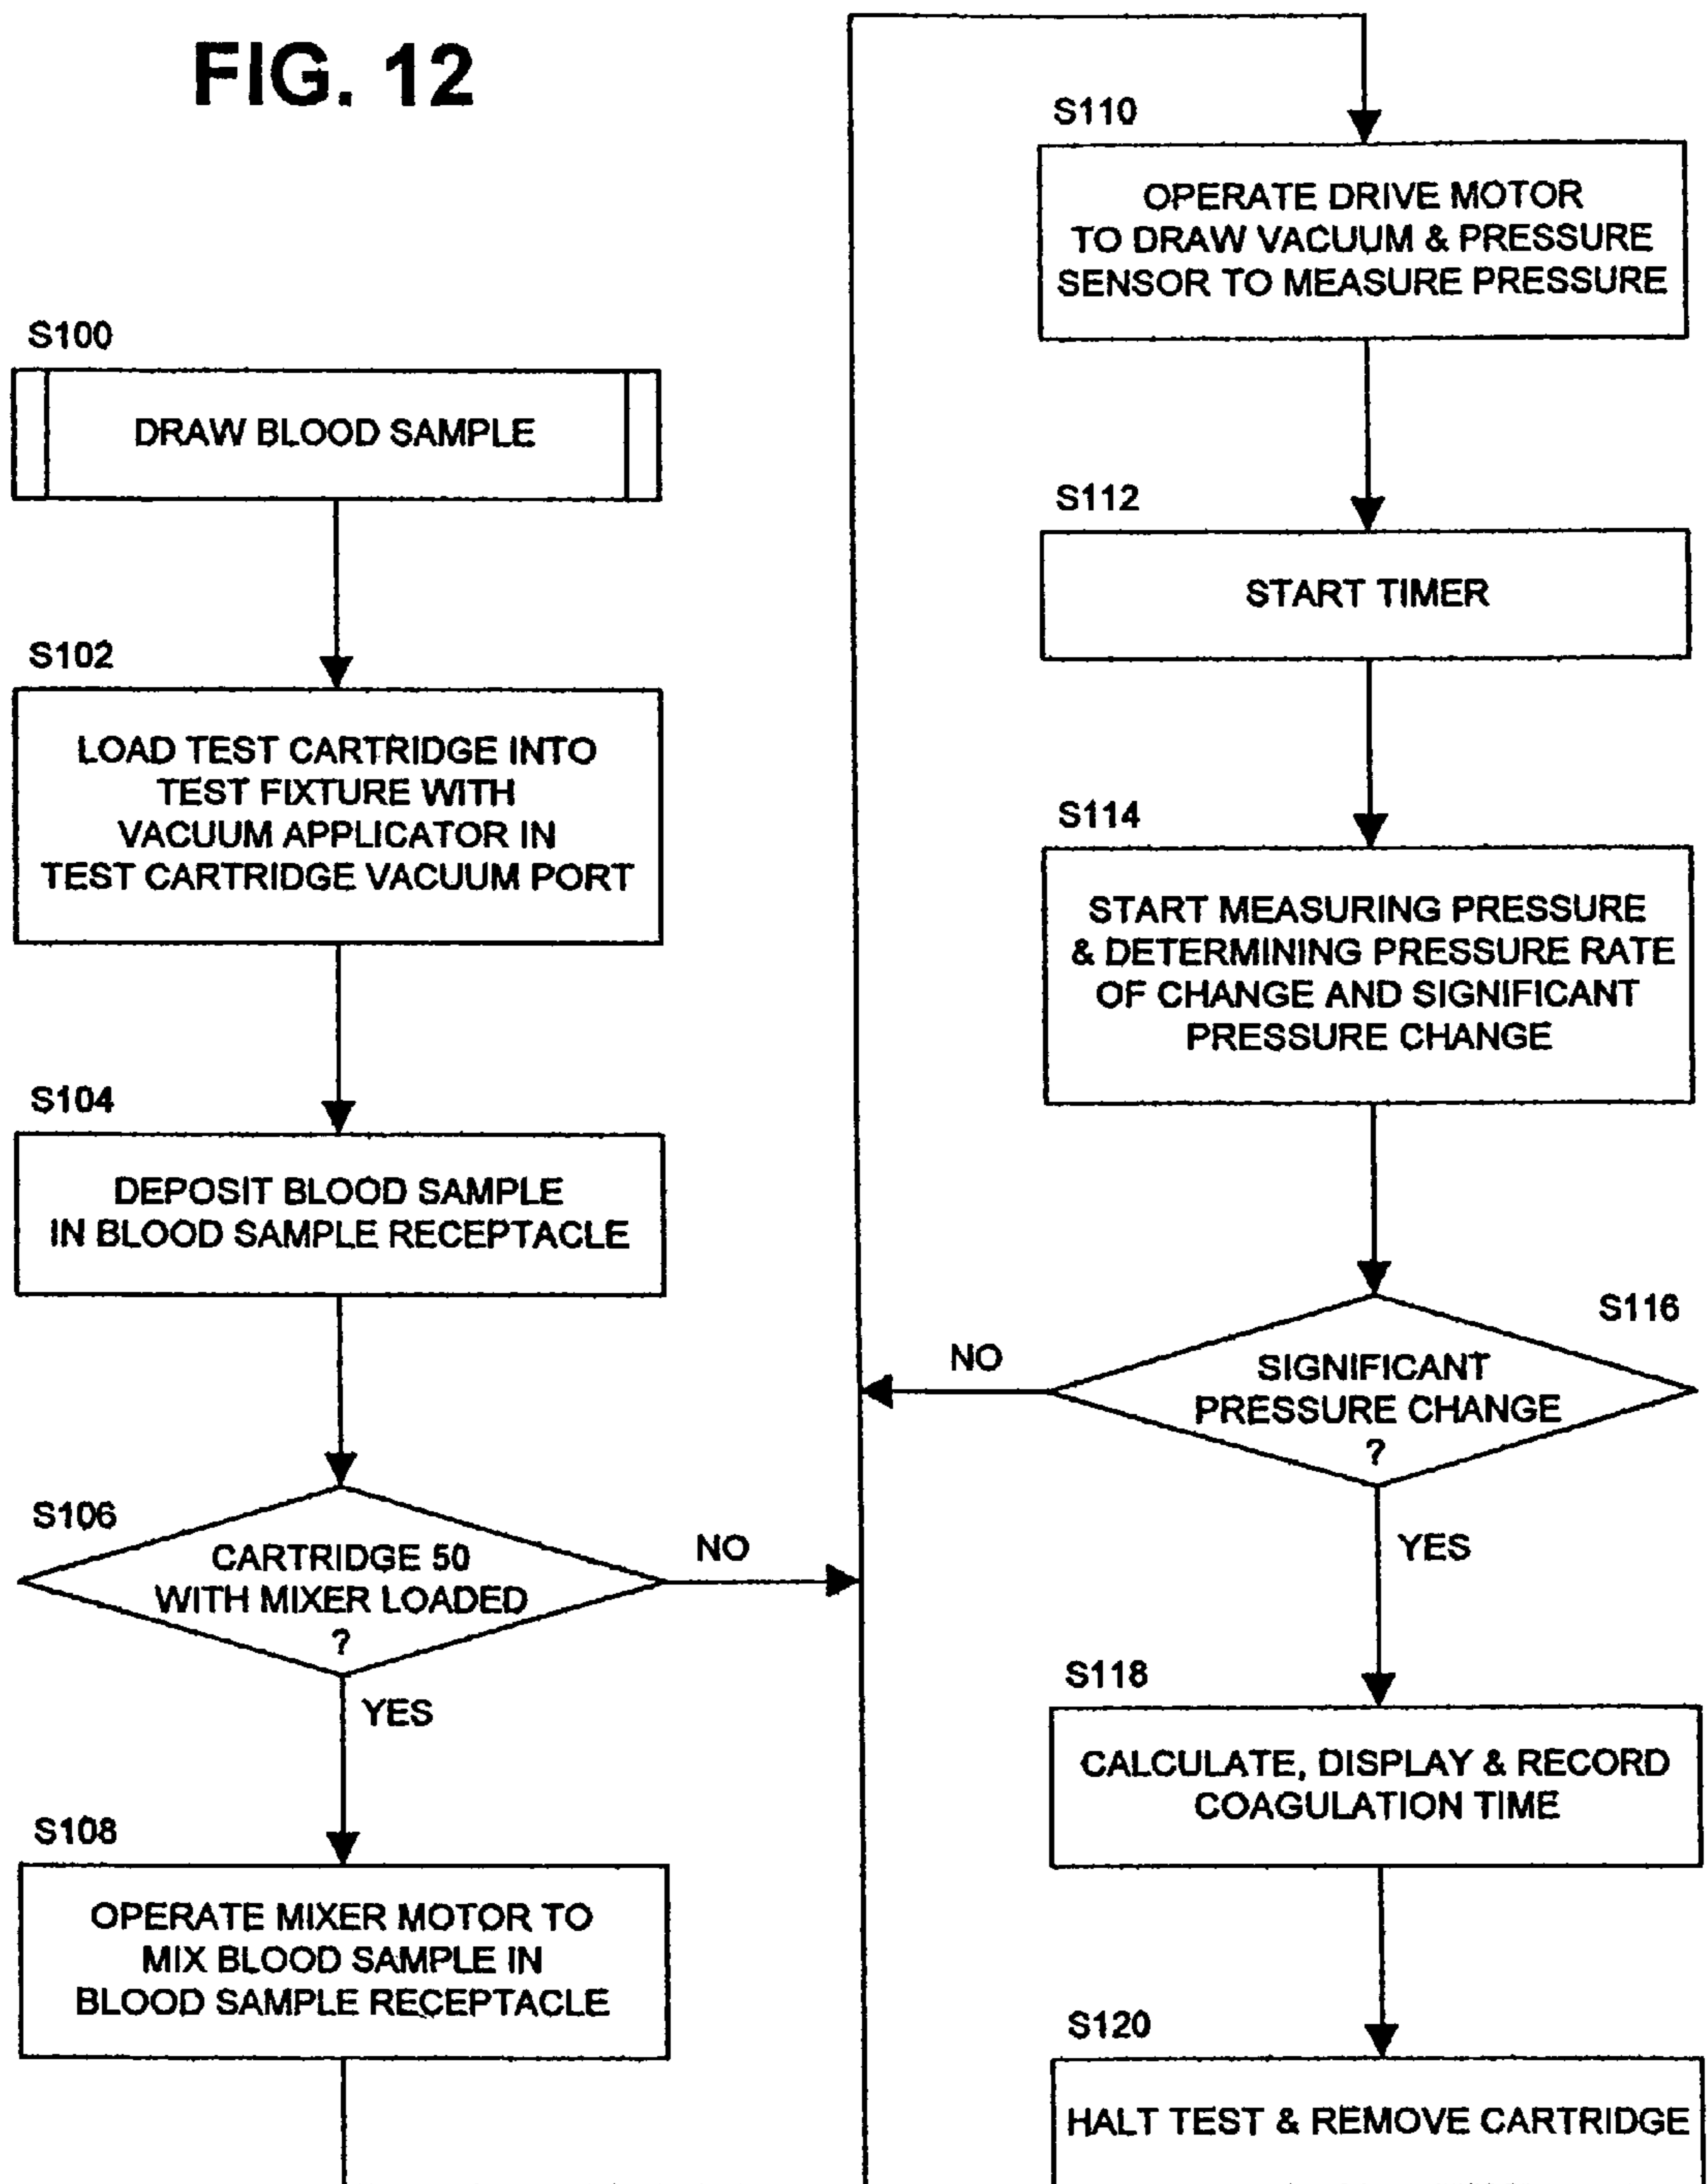 FIG. 12
S100
DRAW BLOOD SAMPLE
S102
LOAD TEST CARTRIDGE INTO
TEST FIXTURE WITH
VACUUM APPLICATOR IN
TEST CARTRIDGE VACUUM PORT
S104
DEPOSIT BLOOD SAMPLE
IN BLOOD SAMPLE RECEPTACLE
S106
CARTRIDGE 50
WITH MIXER LOADED
?
NO
YES
S108
OPERATE MIXER MOTOR TO
MIX BLOOD SAMPLE IN
BLOOD SAMPLE RECEPTACLE
S110
OPERATE DRIVE MOTOR
TO DRAW VACUUM & PRESSURE
SENSOR TO MEASURE PRESSURE
S112
START TIMER
S114
START MEASURING PRESSURE
& DETERMINING PRESSURE RATE
OF CHANGE AND SIGNIFICANT
PRESSURE CHANGE
S116
SIGNIFICANT
PRESSURE CHANGE
?
NO
YES
S118
CALCULATE, DISPLAY & RECORD
COAGULATION TIME
S120
HALT TEST & REMOVE CARTRIDGE